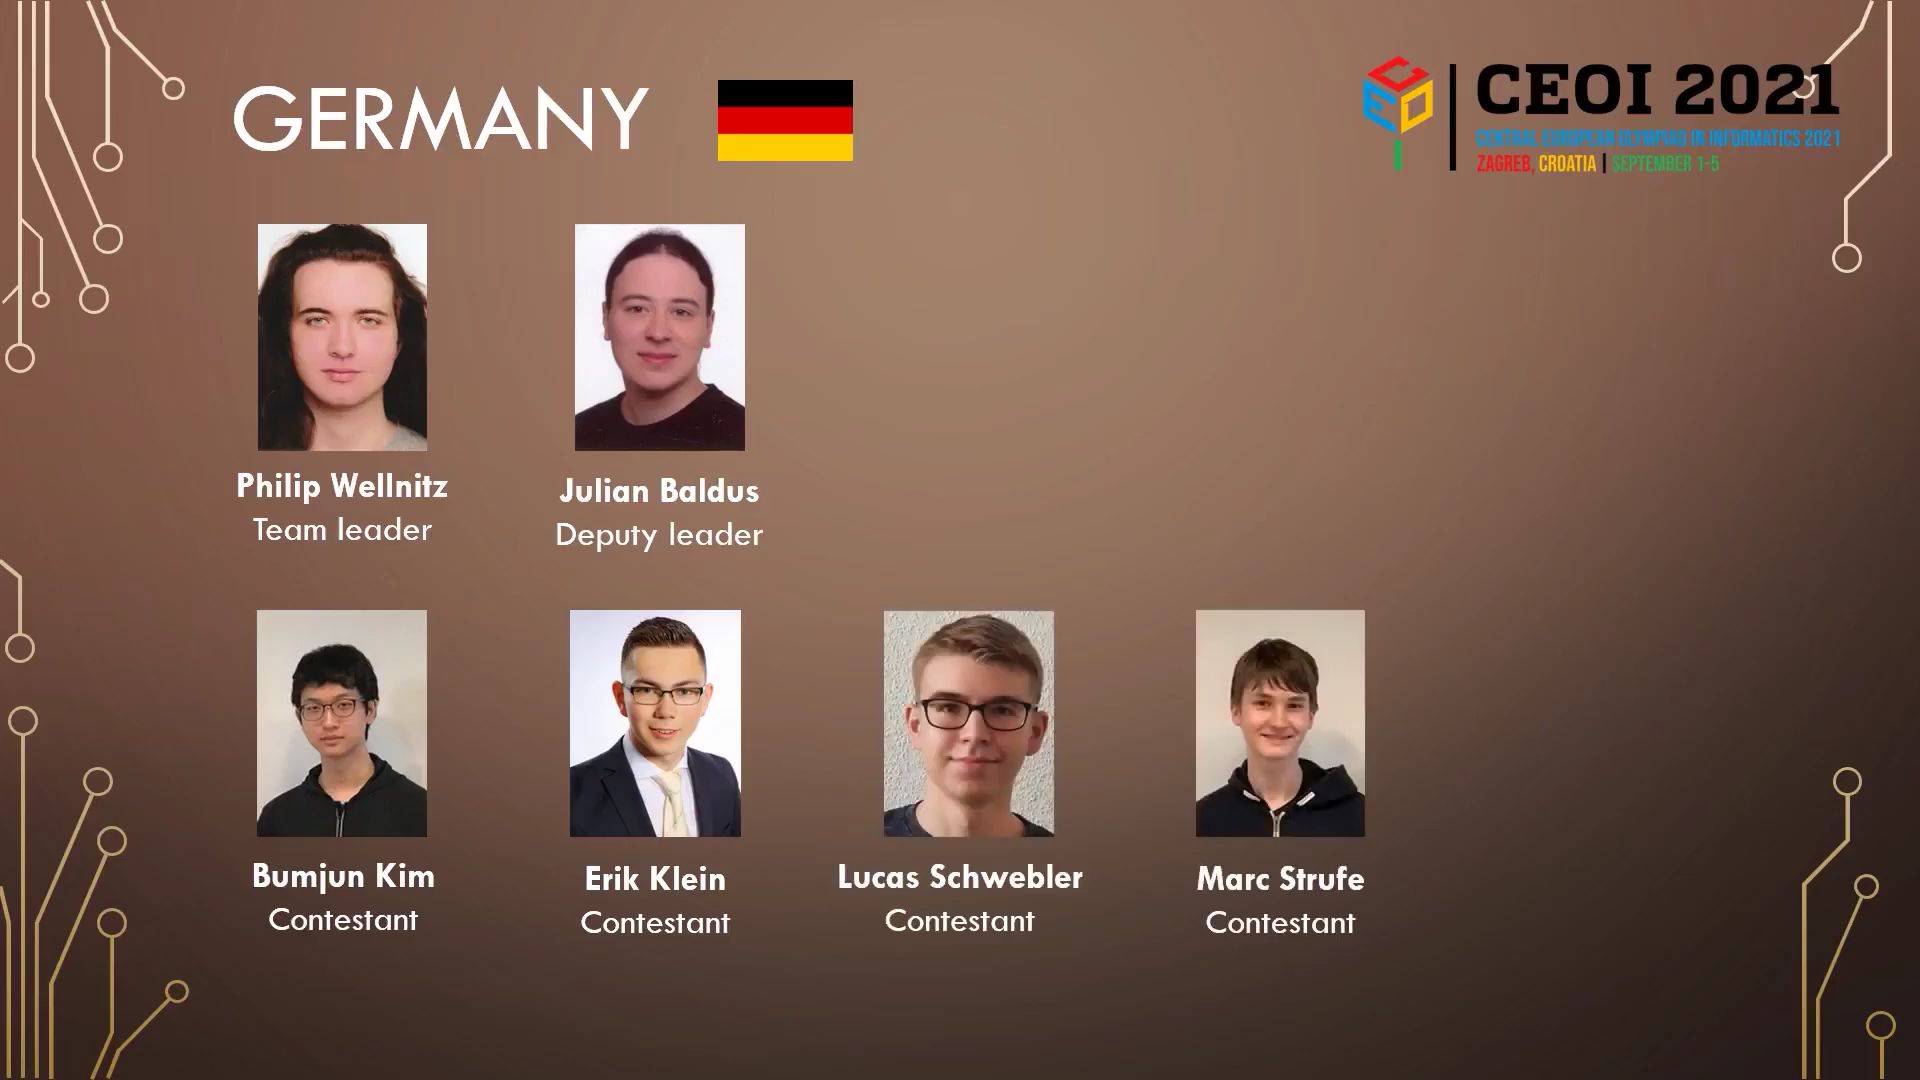 GERMANY
CEOI 2021
CENTRAL EUROPEAN OLYMPIAD IN INFORMATICS 2021
ZAGREB, CROATIA | SEPTEMBER 1-5
CEOI
Philip Wellnitz
Team leader
Julian Baldus
Deputy leader
Bumjun Kim
Contestant
Erik Klein
Contestant
Lucas Schwebler
Contestant
Marc Strufe
Contestant